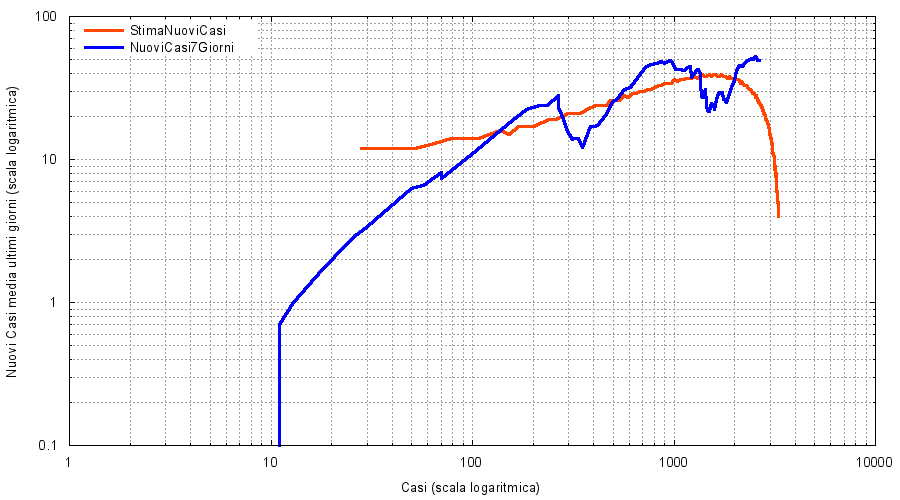 100
StimaNuoviCasi
NuoviCasi7Giorni
10
1
0.1
Nuovi Casi media ultimi giorni (scala logaritmica)
1
10
100
1000
10000
Casi (scala logaritmica)